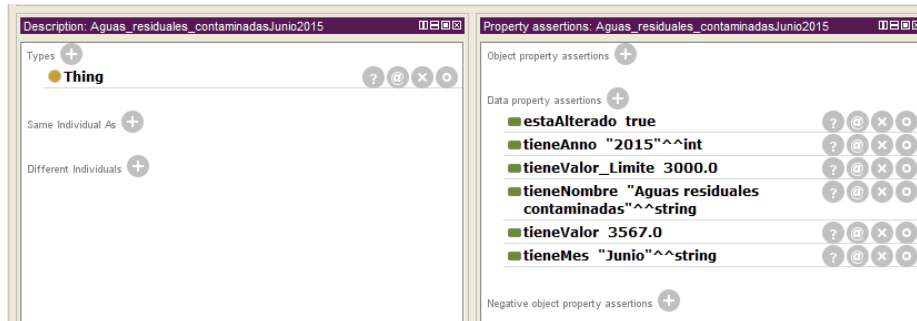 Description: Aguas_residuales_contaminadasJunio2015
Types
Thing
Same Individual As
Different Individuals
Property assertions: Aguas_residuales_contaminadasJunio2015
Object property assertions
Data property assertions
estaAlterado true
tieneAnno "2015"^^int
tieneValor_Limite 3000.0
tieneNombre "Aguas residuales
contaminadas"^^string
tieneValor 3567.0
tieneMes "Junio"^^string
Negative object property assertions